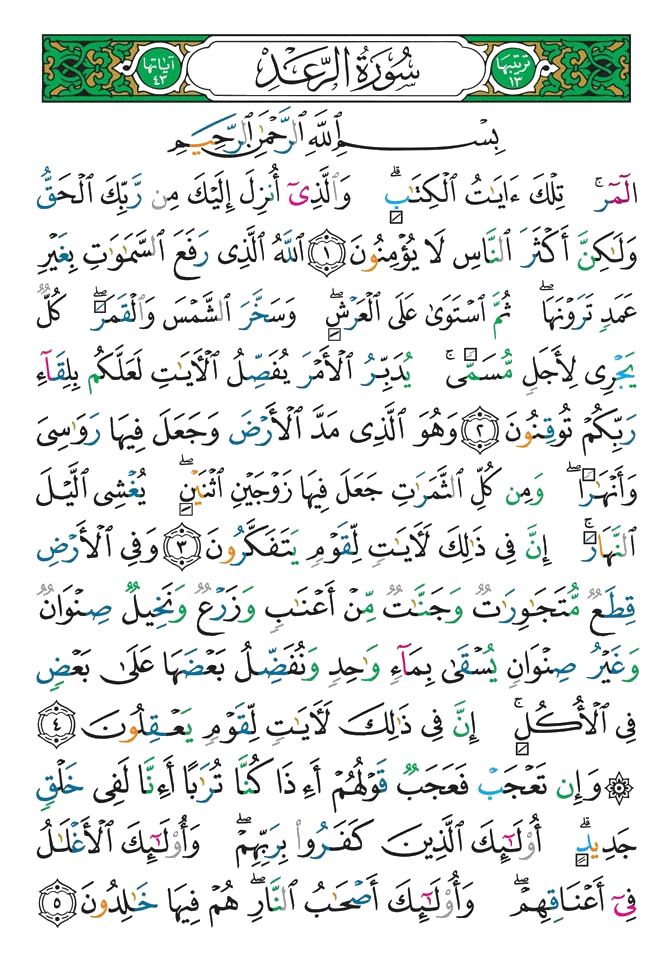 ترتيبها ١٣ سُورَةُ الرَّعْدِ آياتها ٤٣
بِسْمِ ٱللَّهِ ٱلرَّحْمَٰنِ ٱلرَّحِيمِ
الٓمٓرۚ تِلْكَ ءَايَٰتُ ٱلْكِتَٰبِۗ وَٱلَّذِىٓ أُنزِلَ إِلَيْكَ مِن رَّبِّكَ ٱلْحَقُّ
وَلَٰكِنَّ أَكْثَرَ ٱلنَّاسِ لَا يُؤْمِنُونَ ١ ٱللَّهُ ٱلَّذِى رَفَعَ ٱلسَّمَٰوَٰتِ بِغَيْرِ
عَمَدٍ تَرَوْنَهَاۖ ثُمَّ ٱسْتَوَىٰ عَلَى ٱلْعَرْشِۖ وَسَخَّرَ ٱلشَّمْسَ وَٱلْقَمَرَۖ كُلٌّ
يَجْرِى لِأَجَلٍ مُّسَمًّىۚ يُدَبِّرُ ٱلْأَمْرَ يُفَصِّلُ ٱلْءَايَٰتِ لَعَلَّكُم بِلِقَآءِ
رَبِّكُمْ تُوقِنُونَ ٢ وَهُوَ ٱلَّذِى مَدَّ ٱلْأَرْضَ وَجَعَلَ فِيهَا رَوَٰسِىَ
وَأَنْهَٰرًاۖ وَمِن كُلِّ ٱلثَّمَرَٰتِ جَعَلَ فِيهَا زَوْجَيْنِ ٱثْنَيْنِۖ يُغْشِى ٱلَّيْلَ
ٱلنَّهَارَۚ إِنَّ فِى ذَٰلِكَ لَءَايَٰتٍ لِّقَوْمٍ يَتَفَكَّرُونَ ٣ وَفِى ٱلْأَرْضِ
قِطَعٌ مُّتَجَٰوِرَٰتٌ وَجَنَّٰتٌ مِّنْ أَعْنَٰبٍ وَزَرْعٌ وَنَخِيلٌ صِنْوَانٌ
وَغَيْرُ صِنْوَانٍ يُسْقَىٰ بِمَآءٍ وَٰحِدٍ وَنُفَضِّلُ بَعْضَهَا عَلَىٰ بَعْضٍ
فِى ٱلْأُكُلِۚ إِنَّ فِى ذَٰلِكَ لَءَايَٰتٍ لِّقَوْمٍ يَعْقِلُونَ ٤
۞ وَإِن تَعْجَبْ فَعَجَبٌ قَوْلُهُمْ أَءِذَا كُنَّا تُرَٰبًا أَءِنَّا لَفِى خَلْقٍ
جَدِيدٍۗ أُو۟لَٰٓئِكَ ٱلَّذِينَ كَفَرُوا۟ بِرَبِّهِمْۖ وَأُو۟لَٰٓئِكَ ٱلْأَغْلَٰلُ
فِىٓ أَعْنَاقِهِمْۖ وَأُو۟لَٰٓئِكَ أَصْحَٰبُ ٱلنَّارِۖ هُمْ فِيهَا خَٰلِدُونَ ٥